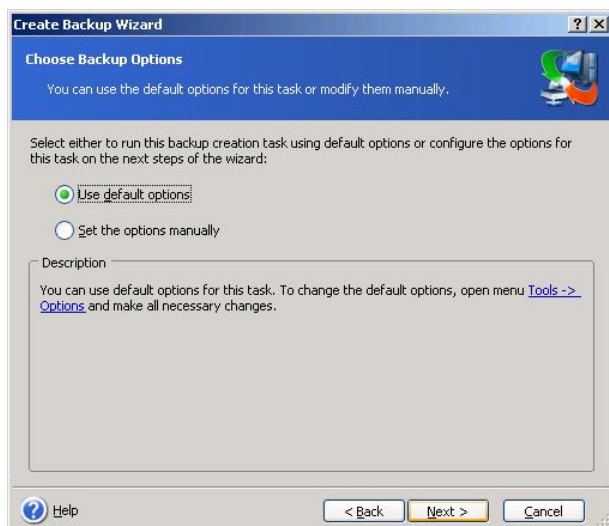 Create Backup Wizard
Choose Backup Options
You can use the default options for this task or modify them manually.
Select either to run this backup creation task using default options or configure the options for
this task on the next steps of the wizard:
Use default options
Set the options manually
Description
You can use default options for this task. To change the default options, open menu Tools ->
Options and make all necessary changes.
Help
< Back
Next >
Cancel